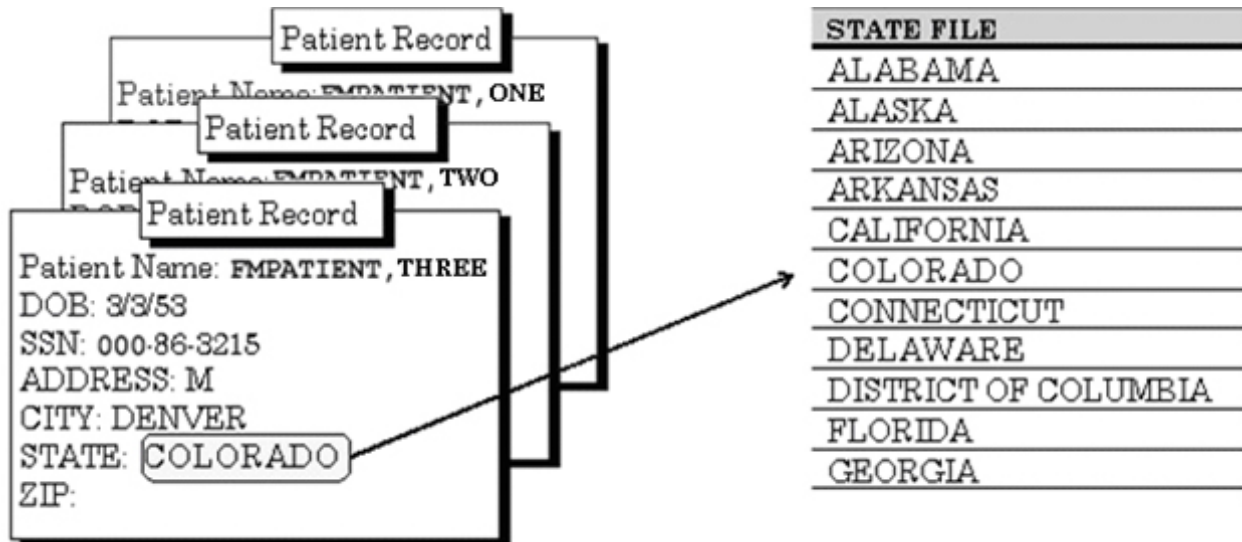 Patient Record
Patient Name: FMPATIENT, ONE
Patient Record
Patient Name: FMPATIENT, TWO
DOB
Patient Record
Patient Name: FMPATIENT, THREE
DOB: 3/3/53
SSN: 000-86-3215
ADDRESS: M
CITY: DENVER
STATE: COLORADO
ZIP:
STATE FILE
ALABAMA
ALASKA
ARIZONA
ARKANSAS
CALIFORNIA
COLORADO
CONNECTICUT
DELAWARE
DISTRICT OF COLUMBIA
FLORIDA
GEORGIA